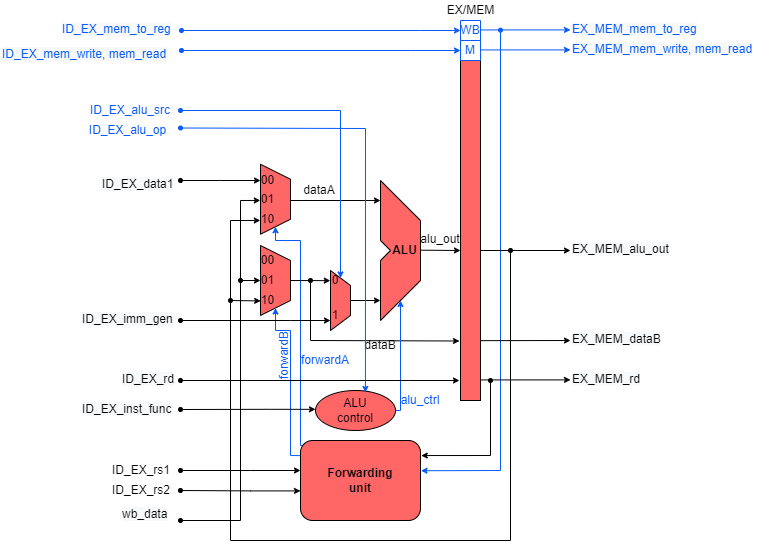 EX/MEM
ID_EX_mem_to_reg
WB
EX_MEM_mem_to_reg
ID_EX_mem_write, mem_read
M
EX_MEM_mem_write, mem_read
ID_EX_alu_src
ID_EX_alu_op
ID_EX_data1
00
01
10
dataA
00
01
10
0
1
ALU
alu_out
EX_MEM_alu_out
ID_EX_imm_gen
forwardB
forwardA
dataB
EX_MEM_dataB
ID_EX_rd
EX_MEM_rd
ID_EX_inst_func
ALU
control
alu_ctrl
ID_EX_rs1
ID_EX_rs2
Forwarding
unit
wb_data